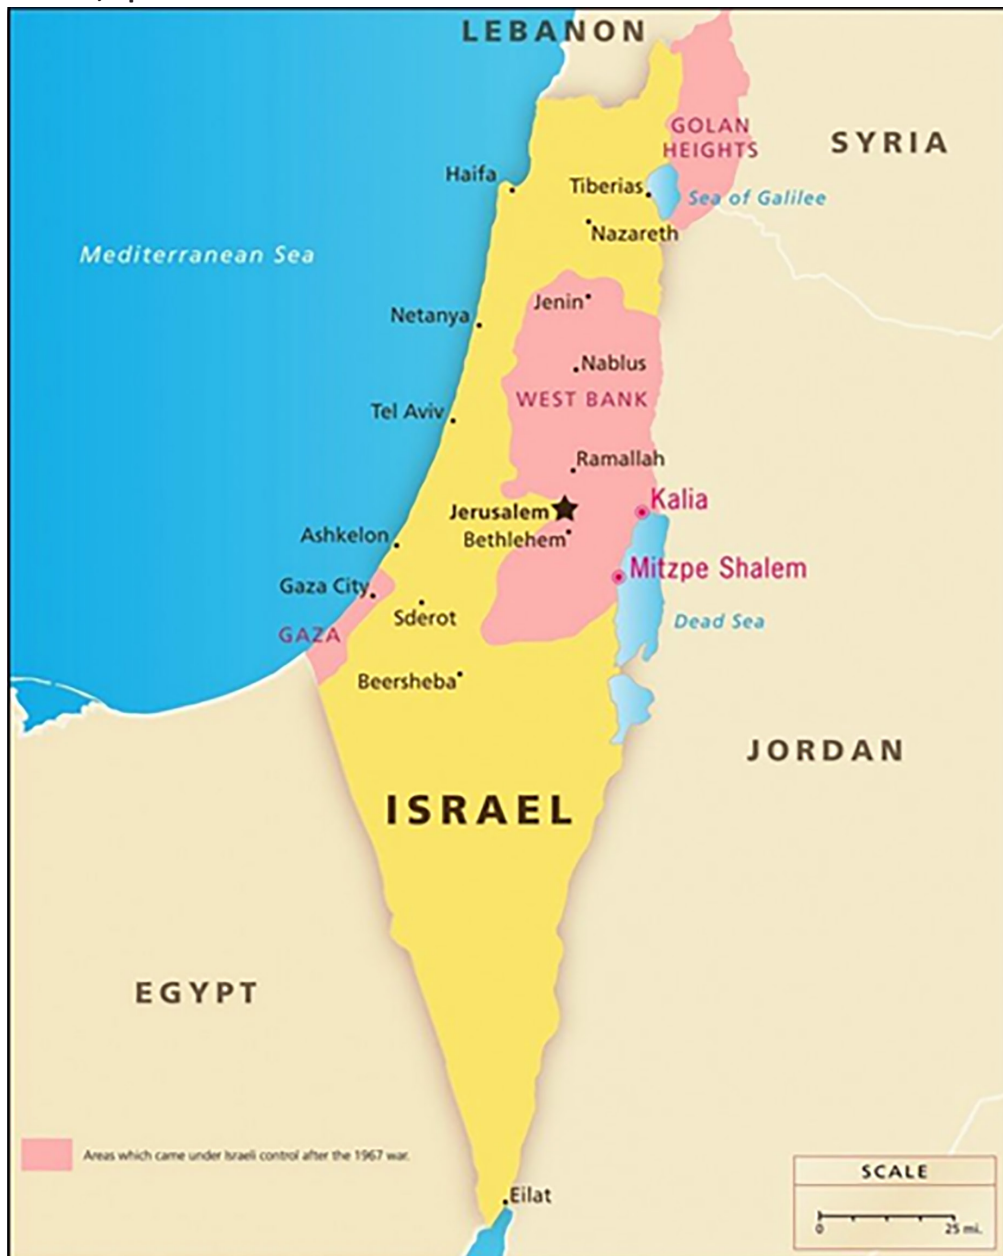 LEBANON
GOLAN
HEIGHTS
SYRIA
Haifa
Tiberias
Sea of Galilee
Nazareth
Mediterranean Sea
Jenin
Netanya
Nablus
WEST BANK
Tel Aviv
Ramallah
Kalia
Jerusalem
Ashkelon
Bethlehem
Mitzpe Shalem
Gaza City
Sderot
Dead Sea
GAZA
Beersheba
JORDAN
ISRAEL
EGYPT
Areas which came under Israeli control after the 1967 war.
SCALE
Eilat
0 25 mi.